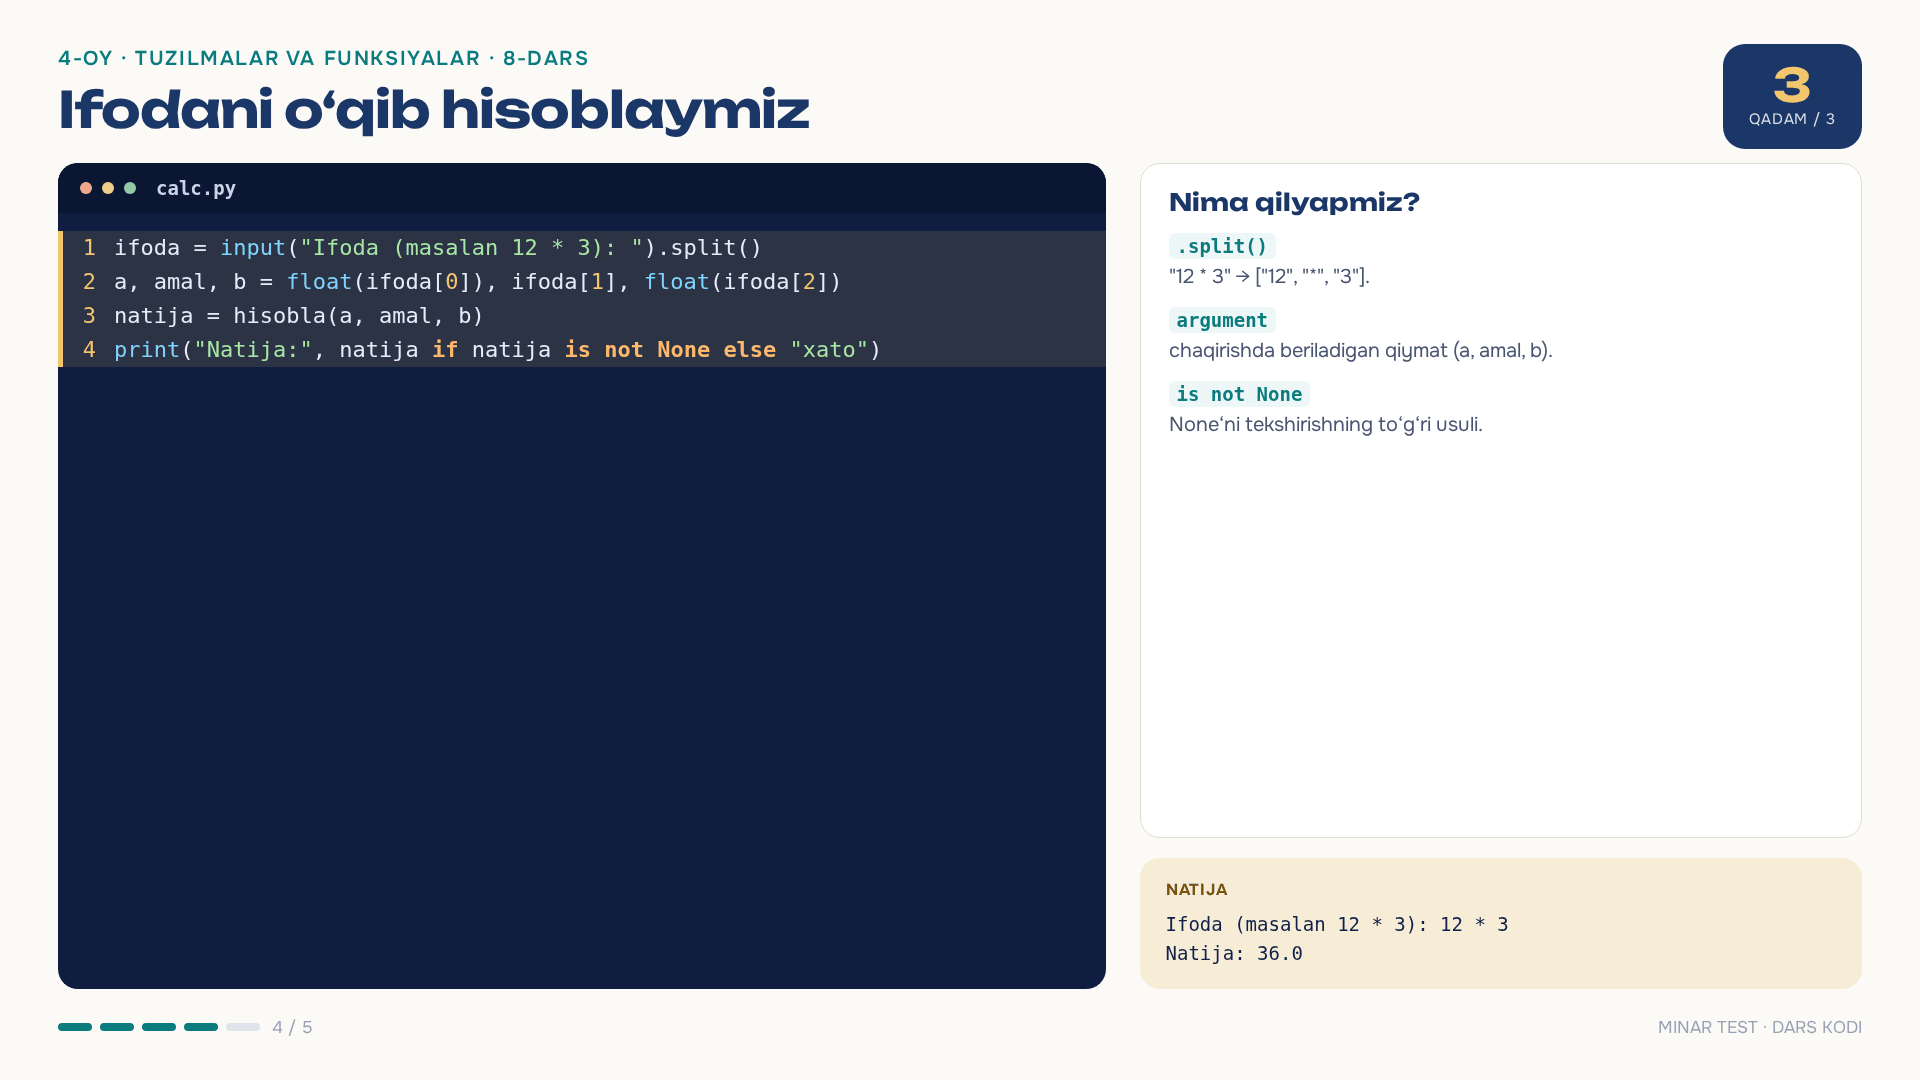 4-OY · TUZILMALAR VA FUNKSIYALAR · 8-DARS
Ifodani o‘qib hisoblaymiz
3
QADAM / 3
calc.py
1 ifoda = input("Ifoda (masalan 12 * 3): ").split()
2 a, amal, b = float(ifoda[0]), ifoda[1], float(ifoda[2])
3 natija = hisobla(a, amal, b)
4 print("Natija:", natija if natija is not None else "xato")
Nima qilyapmiz?
.split()
"12 * 3" → ["12", "*", "3"].
argument
chaqirishda beriladigan qiymat (a, amal, b).
is not None
None‘ni tekshirishning to‘g‘ri usuli.
NATIJA
Ifoda (masalan 12 * 3): 12 * 3
Natija: 36.0
4 / 5
MINAR TEST · DARS KODI